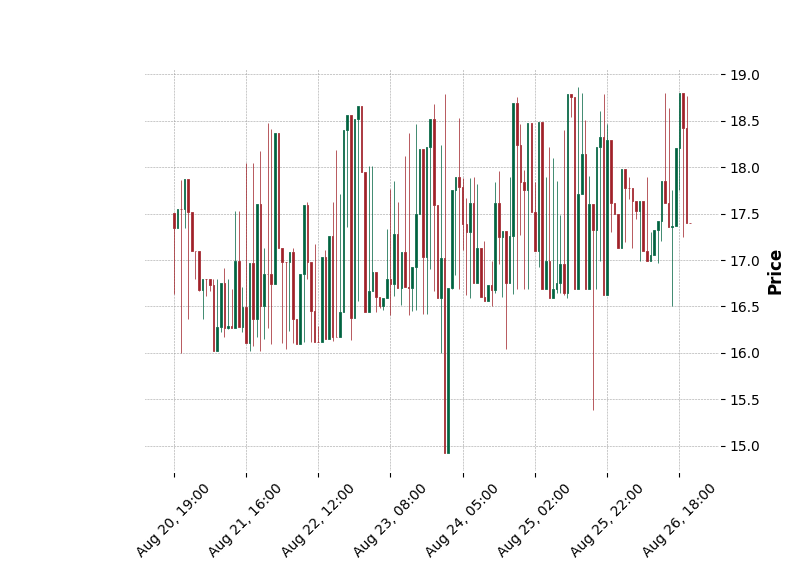 19.0
18.5
18.0
17.5
17.0
16.5
16.0
15.5
15.0
Price
Aug 20, 19:00
Aug 21, 16:00
Aug 22, 12:00
Aug 23, 08:00
Aug 24, 05:00
Aug 25, 02:00
Aug 25, 22:00
Aug 26, 18:00